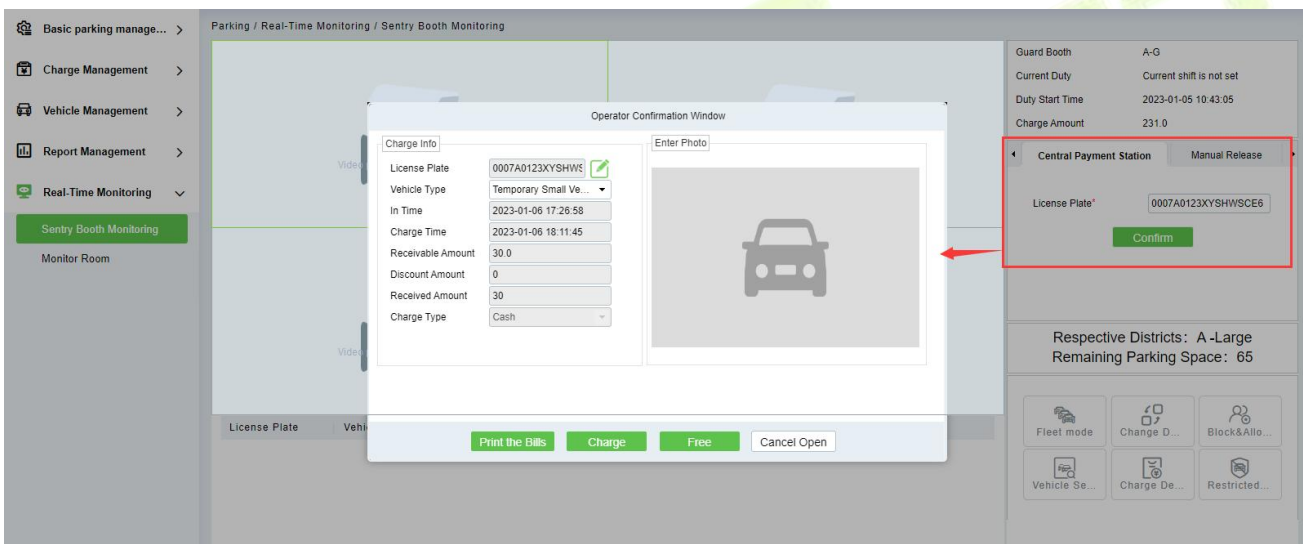 Basic parking manage...
Charge Management
Vehicle Management
Report Management
Real-Time Monitoring
Sentry Booth Monitoring
Monitor Room
Parking / Real-Time Monitoring / Sentry Booth Monitoring
Video
Video
License Plate Vehi
Operator Confirmation Window
Charge Info
License Plate 0007A0123XYSHWS
Vehicle Type Temporary Small Ve...
In Time 2023-01-06 17:26:58
Charge Time 2023-01-06 18:11:45
Receivable Amount 30.0
Discount Amount 0
Received Amount 30
Charge Type Cash
Enter Photo
Print the Bills Charge Free Cancel Open
Guard Booth A-G
Current Duty Current shift is not set
Duty Start Time 2023-01-05 10:43:05
Charge Amount 231.0
Central Payment Station Manual Release
License Plate* 0007A0123XYSHWSCE6
Confirm
Respective Districts: A -Large
Remaining Parking Space: 65
Fleet mode Change D... Block&Allo...
Vehicle Se... Charge De... Restricted...